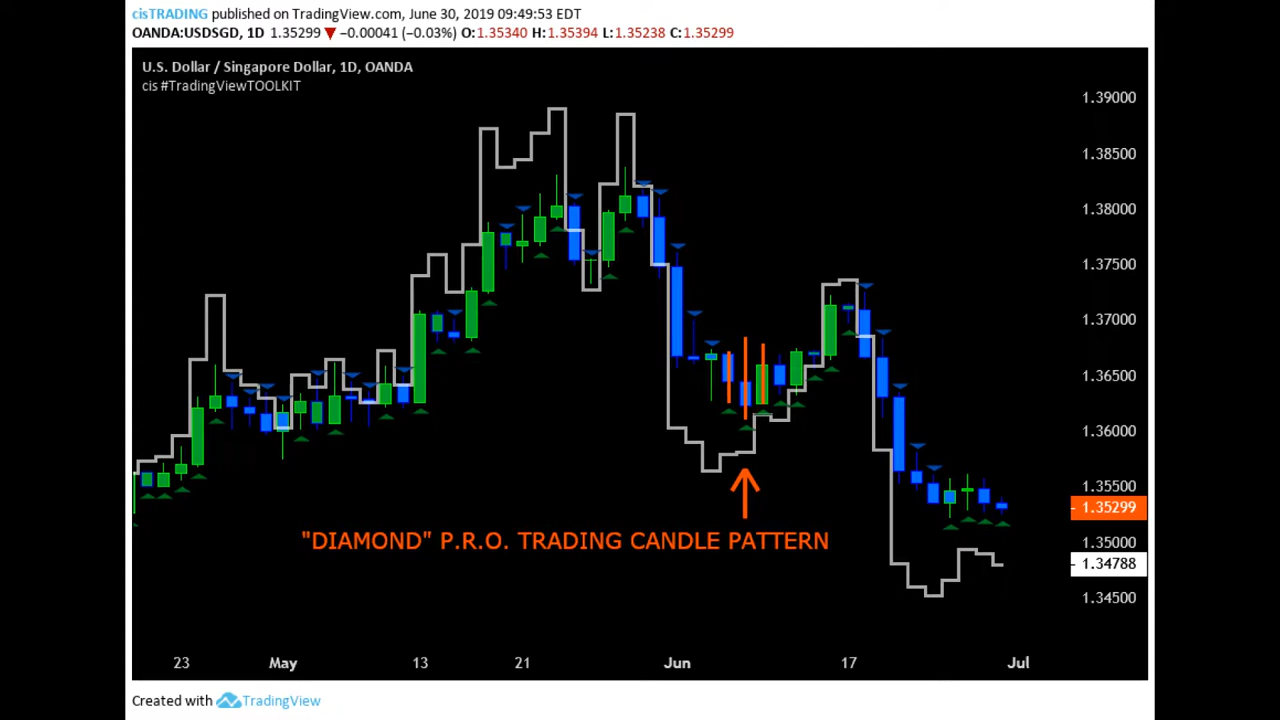 cisTRADING published on TradingView.com, June 30, 2019 09:49:53 EDT
OANDA:USDSGD, 1D 1.35299 ▼ −0.00041 (−0.03%) O:1.35340 H:1.35394 L:1.35238 C:1.35299
U.S. Dollar / Singapore Dollar, 1D, OANDA
cis #TradingViewTOOLKIT
1.39000
1.38500
1.38000
1.37500
1.37000
1.36500
1.36000
1.35500
1.35299
1.35000
1.34788
1.34500
"DIAMOND" P.R.O. TRADING CANDLE PATTERN
23 May 13 21 Jun 17 Jul
Created with TradingView